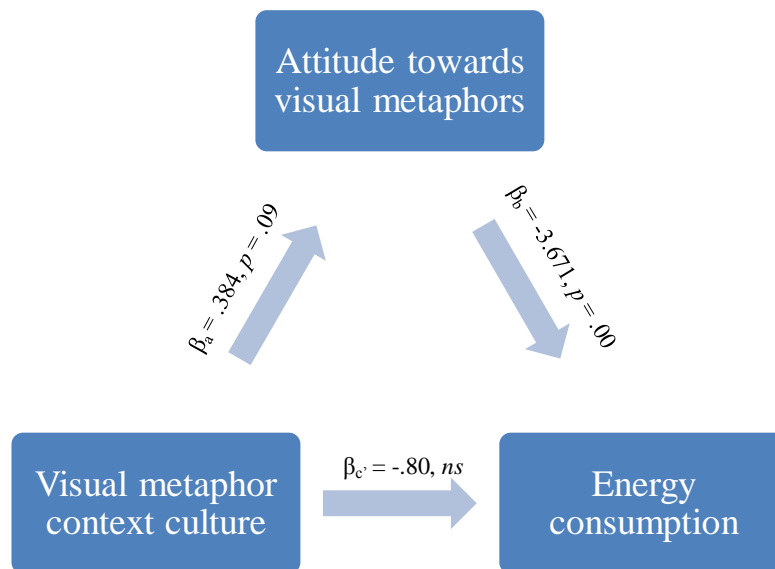 Attitude towards
visual metaphors
βa = .384, p = .09
βb = -3.671, p = .00
Visual metaphor
context culture
βc' = -.80, ns
Energy
consumption